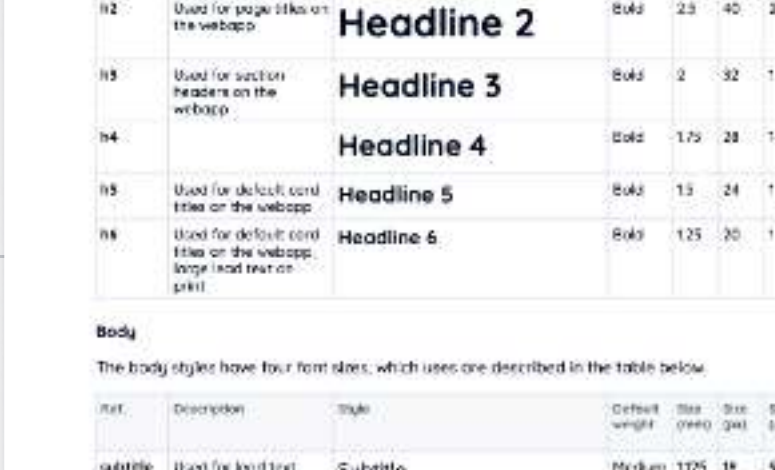 h2 Used for page titles on Headline 2 Bold 2.5 40
the webapp
h3 Used for section Headline 3 Bold 2 32
headers on the
webapp
h4 Headline 4 Bold 1.75 28
h5 Used for default card Headline 5 Bold 1.5 24
titles on the webapp
h6 Used for default card Headline 6 Bold 1.25 20
titles on the webapp,
large lead text on
print
Body
The body styles have four font sizes, which uses are described in the table below.
Ref. Description Style Default Size Size
weight (rem) (px)
subtitle Used for lead text Subtitle Medium 1.125 18